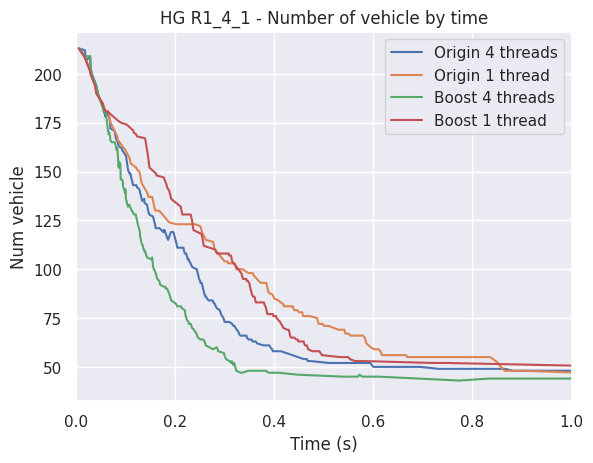 HG R1_4_1 - Number of vehicle by time
Origin 4 threads
Origin 1 thread
Boost 4 threads
Boost 1 thread
Num vehicle
200
175
150
125
100
75
50
0.0 0.2 0.4 0.6 0.8 1.0
Time (s)